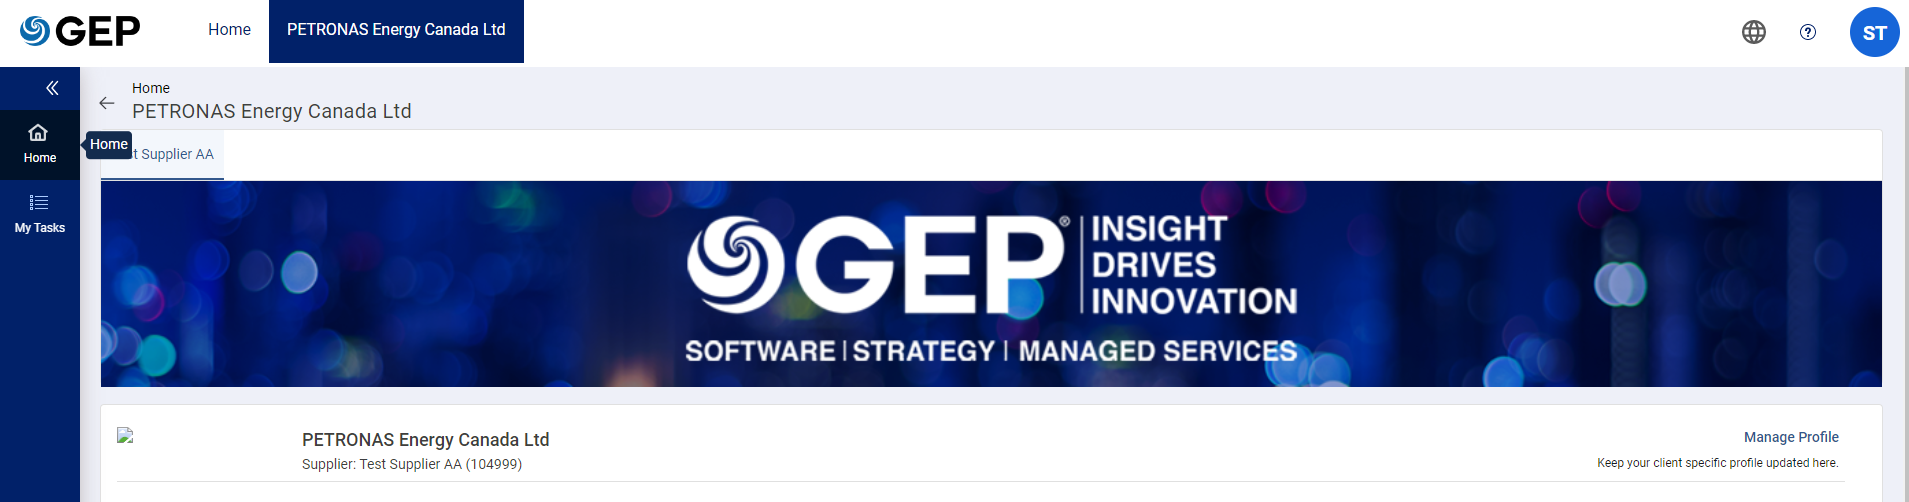 GEP
Home
PETRONAS Energy Canada Ltd
ST
Home
PETRONAS Energy Canada Ltd
Home
Home
Supplier AA
My Tasks
GEP®
INSIGHT
DRIVES
INNOVATION
SOFTWARE | STRATEGY | MANAGED SERVICES
PETRONAS Energy Canada Ltd
Manage Profile
Supplier: Test Supplier AA (104999)
Keep your client specific profile updated here.